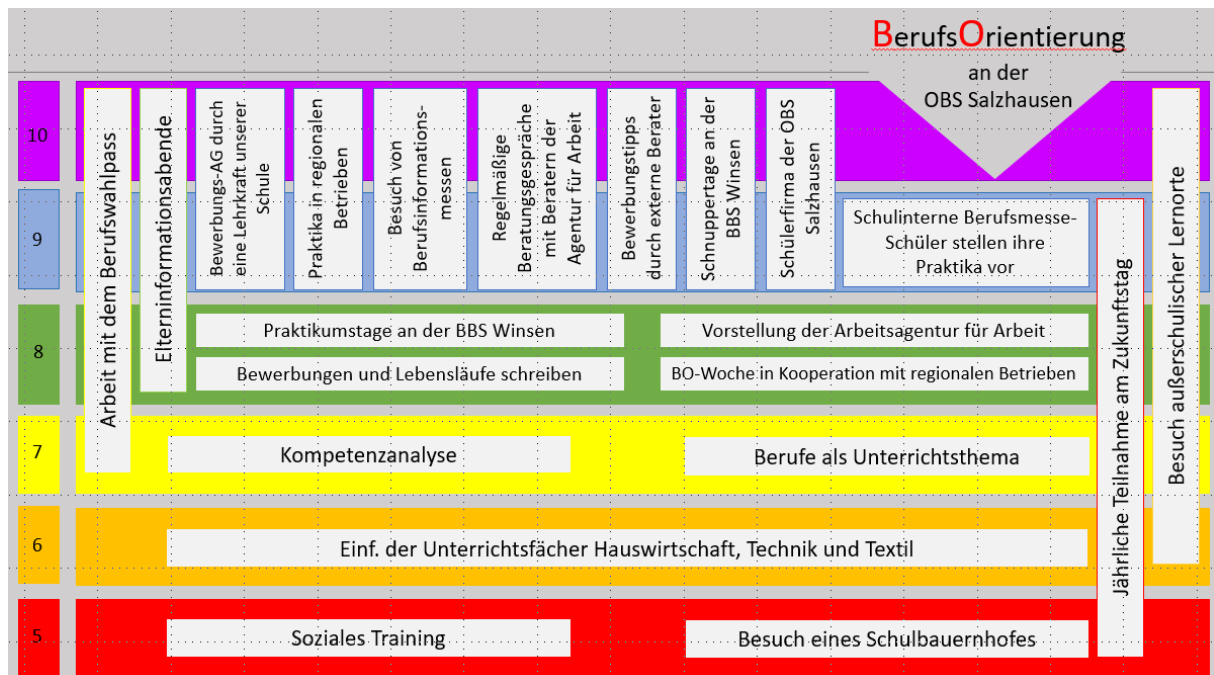 BerufsOrientierung
an der
OBS Salzhausen
10
9
8
7
6
5
Arbeit mit dem Berufswahlpass
Elterninformationsabende
Bewerbungs-AG durch
eine Lehrkraft unserer
Schule
Praktika in regionalen
Betrieben
Besuch von
Berufsinformations-
messen
Regelmäßige
Beratungsgespräche
mit Beratern der
Agentur für Arbeit
Bewerbungstipps
durch externe Berater
Schnuppertage an der
BBS Winsen
Schülerfirma der OBS
Salzhausen
Schulinterne Berufsmesse-
Schüler stellen ihre
Praktika vor
Jährliche Teilnahme am Zukunftstag
Besuch außerschulischer Lernorte
Praktikumstage an der BBS Winsen
Vorstellung der Arbeitsagentur für Arbeit
Bewerbungen und Lebensläufe schreiben
BO-Woche in Kooperation mit regionalen Betrieben
Kompetenzanalyse
Berufe als Unterrichtsthema
Einf. der Unterrichtsfächer Hauswirtschaft, Technik und Textil
Soziales Training
Besuch eines Schulbauernhofes